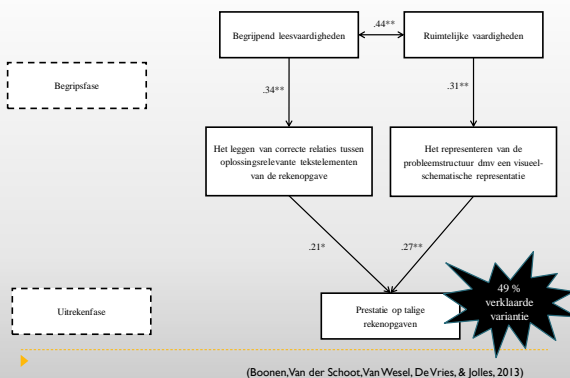 .44**
Begrijpend leesvaardigheden
Ruimtelijke vaardigheden
Begripsfase
.34**
.31**
Het leggen van correcte relaties tussen
oplossingsrelevante tekstelementen
van de rekenopgave
Het representeren van de
probleemstructuur dmv een visueel-
schematische representatie
.21*
.27**
Uitrekenfase
Prestatie op talige
rekenopgaven
49 %
verklaarde
variantie
(Boonen, Van der Schoot, Van Wesel, De Vries, & Jolles, 2013)